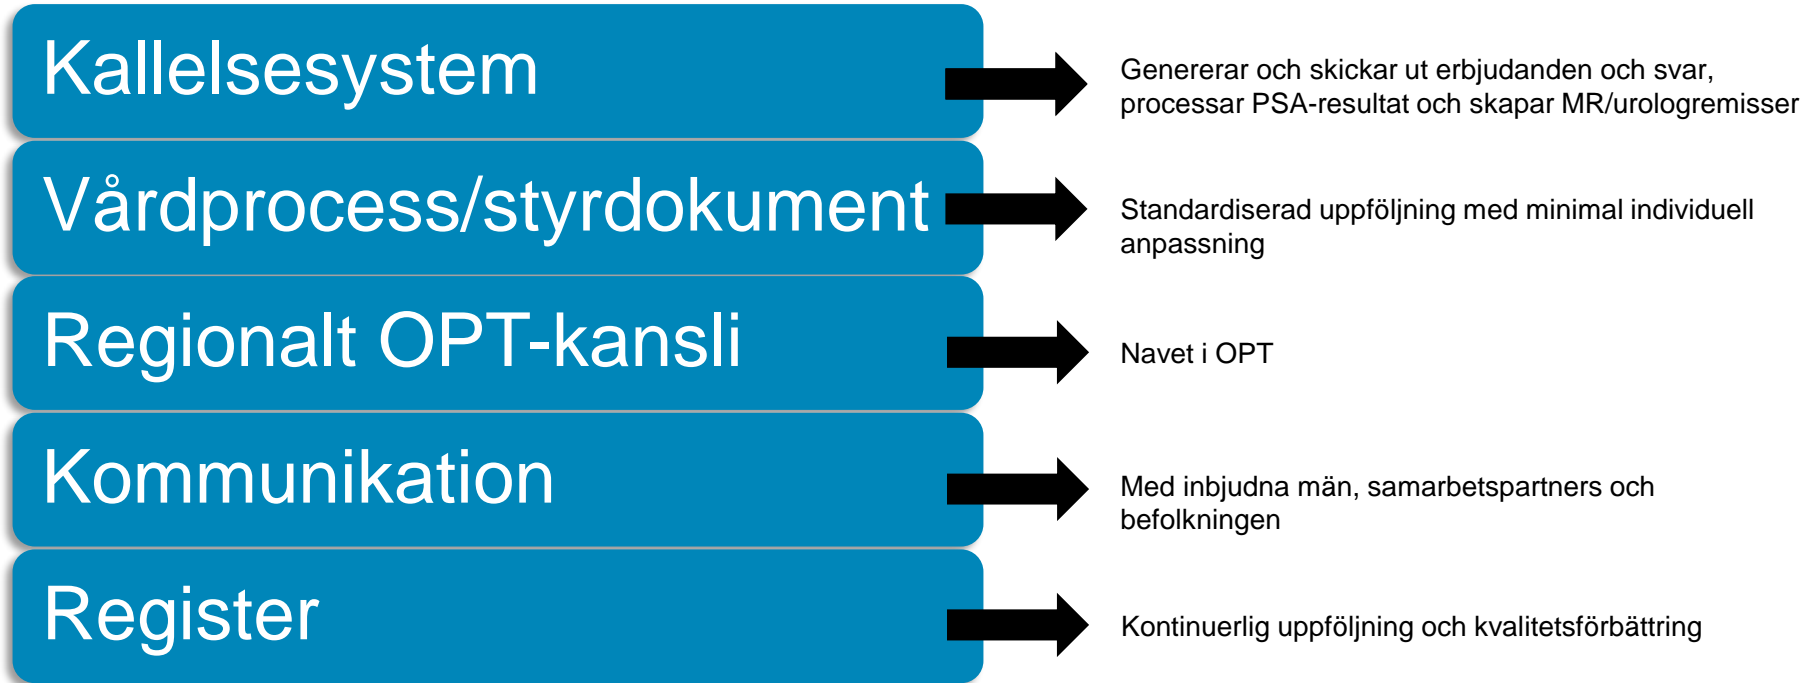 Kallelsesystem
Genererar och skickar ut erbjudanden och svar,
processar PSA-resultat och skapar MR/urologremisser
Vårdprocess/styrdokument
Standardiserad uppföljning med minimal individuell
anpassning
Regionalt OPT-kansli
Navet i OPT
Kommunikation
Med inbjudna män, samarbetspartners och
befolkningen
Register
Kontinuerlig uppföljning och kvalitetsförbättring